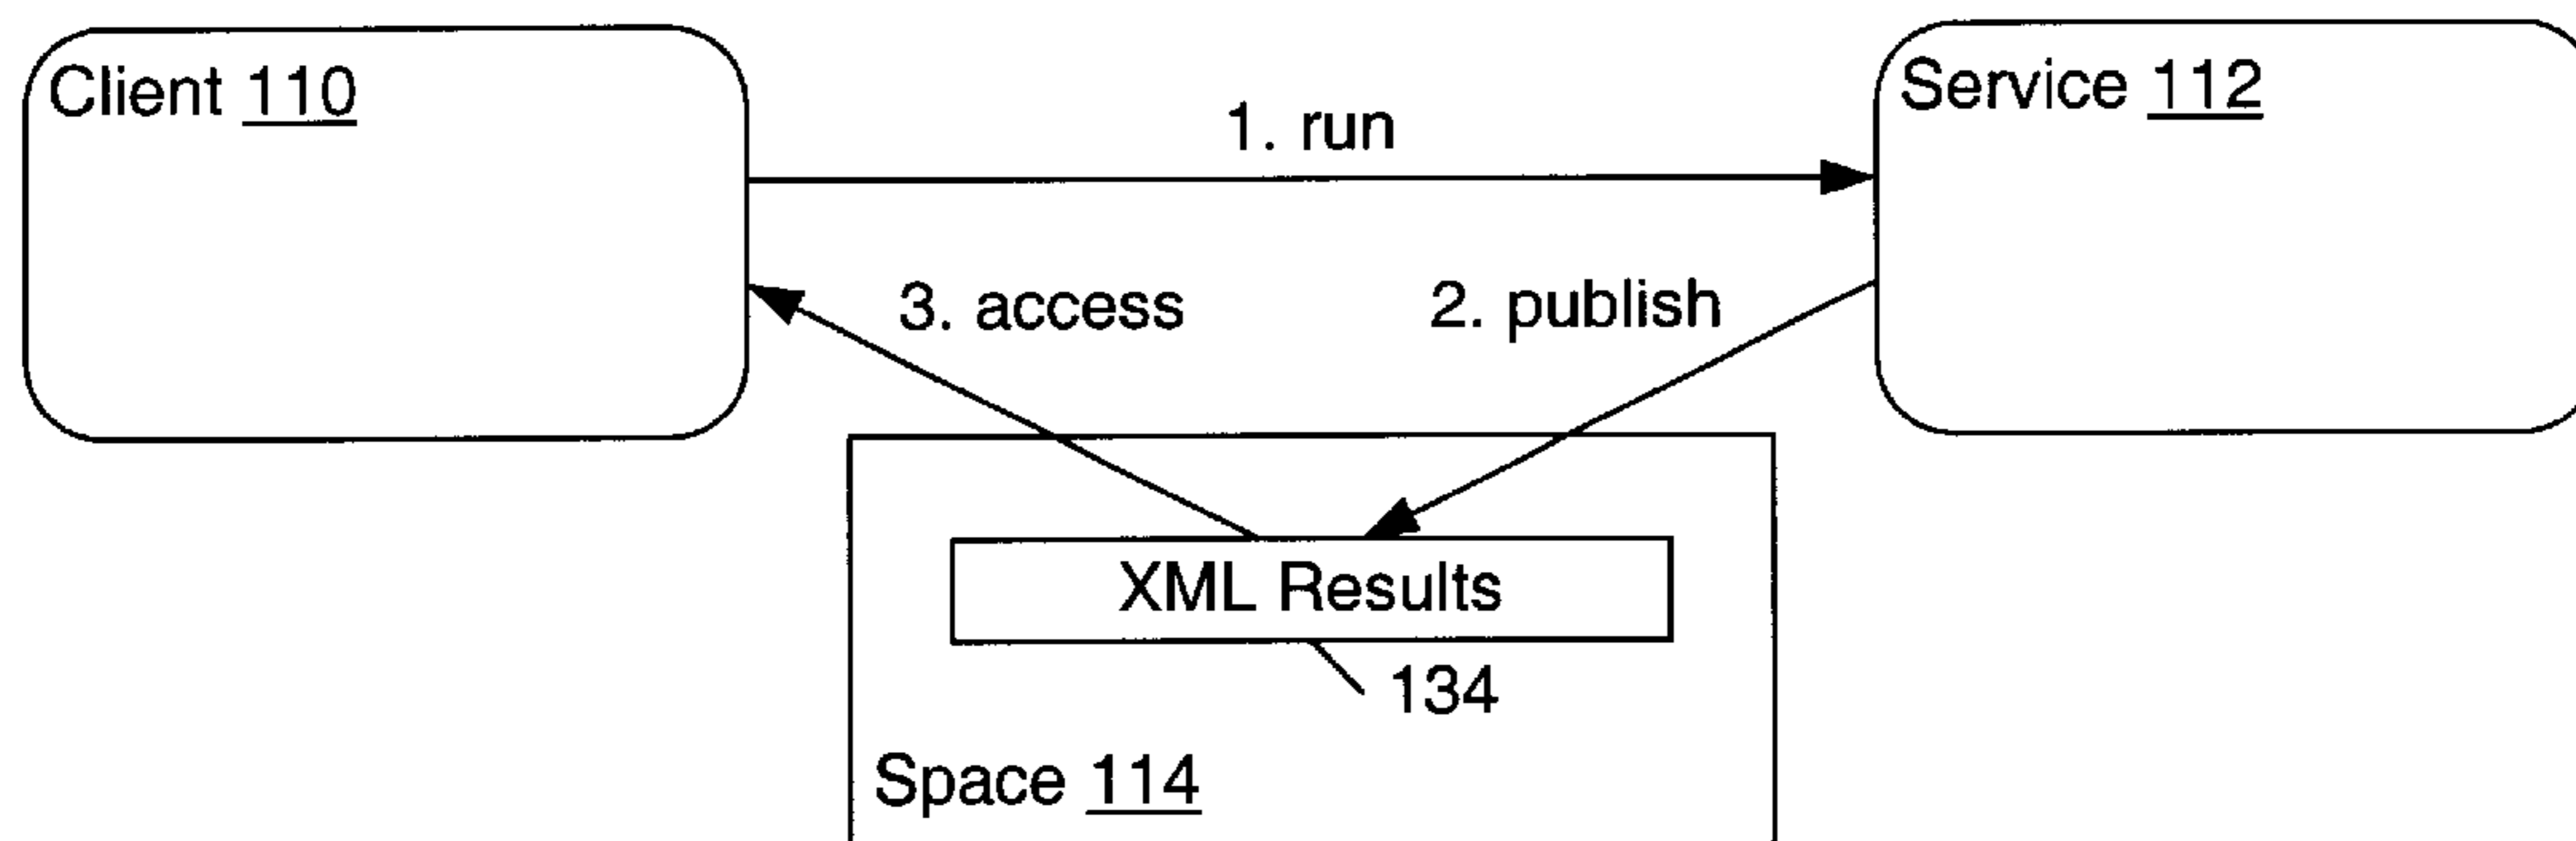 Client 110
Service 112
1. run
3. access
2. publish
XML Results
134
Space 114